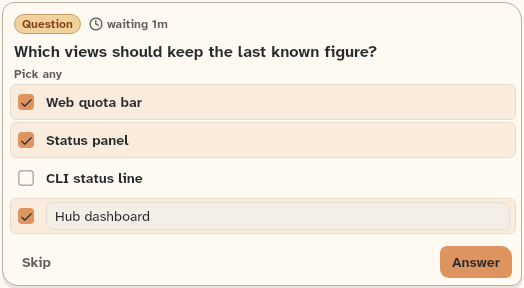 Question waiting 1m
Which views should keep the last known figure?
Pick any
Web quota bar
Status panel
CLI status line
Hub dashboard
Skip Answer